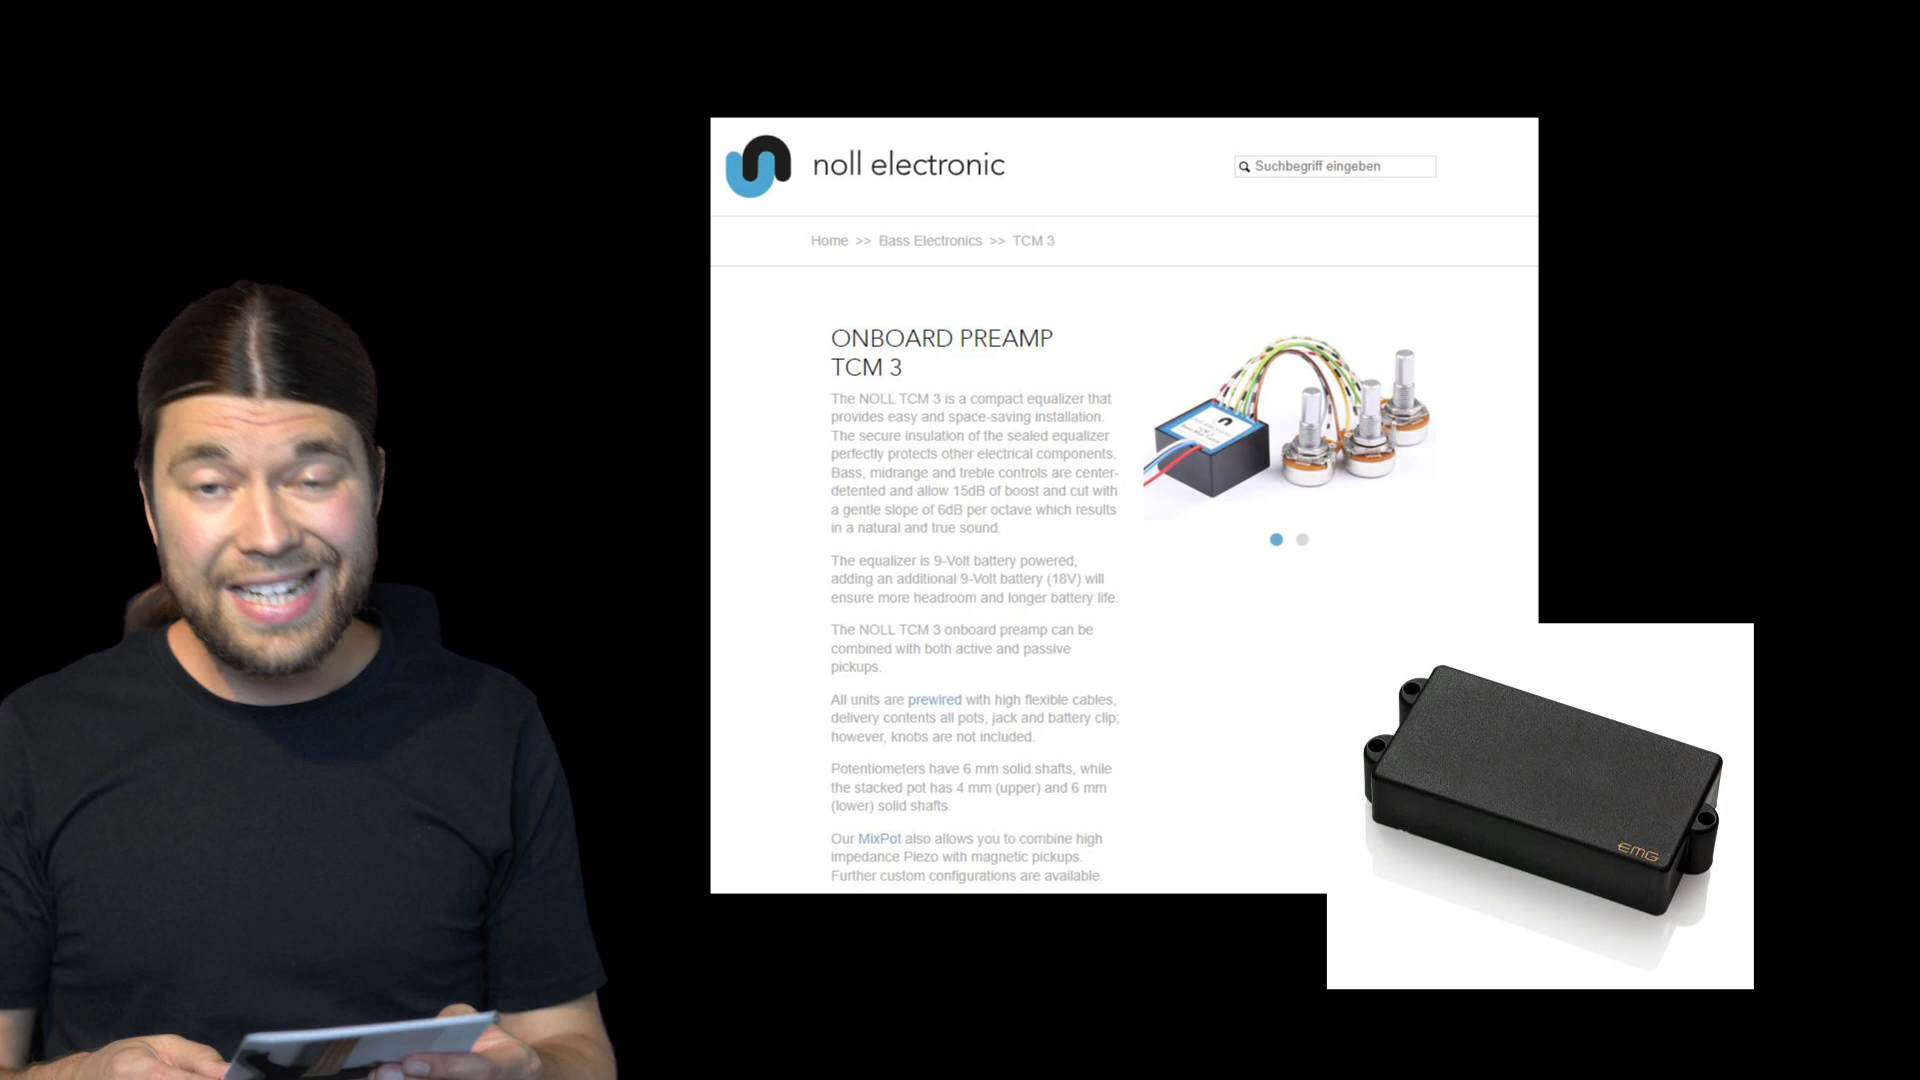 noll electronic
Suchbegriff eingeben
Home >> Bass Electronics >> TCM 3
ONBOARD PREAMP
TCM 3
The NOLL TCM 3 is a compact equalizer that
provides easy and space-saving installation.
The secure insulation of the sealed equalizer
perfectly protects other electrical components.
Bass, midrange and treble controls are center-
detented and allow 15dB of boost and cut with
a gentle slope of 6dB per octave which results
in a natural and true sound.
The equalizer is 9-Volt battery powered,
adding an additional 9-Volt battery (18V) will
ensure more headroom and longer battery life.
The NOLL TCM 3 onboard preamp can be
combined with both active and passive
pickups.
All units are prewired with high flexible cables,
delivery contents all pots, jack and battery clip;
however, knobs are not included.
Potentiometers have 6 mm solid shafts, while
the stacked pot has 4 mm (upper) and 6 mm
(lower) solid shafts.
Our MixPot also allows you to combine high
impedance Piezo with magnetic pickups.
Further custom configurations are available.
EMG